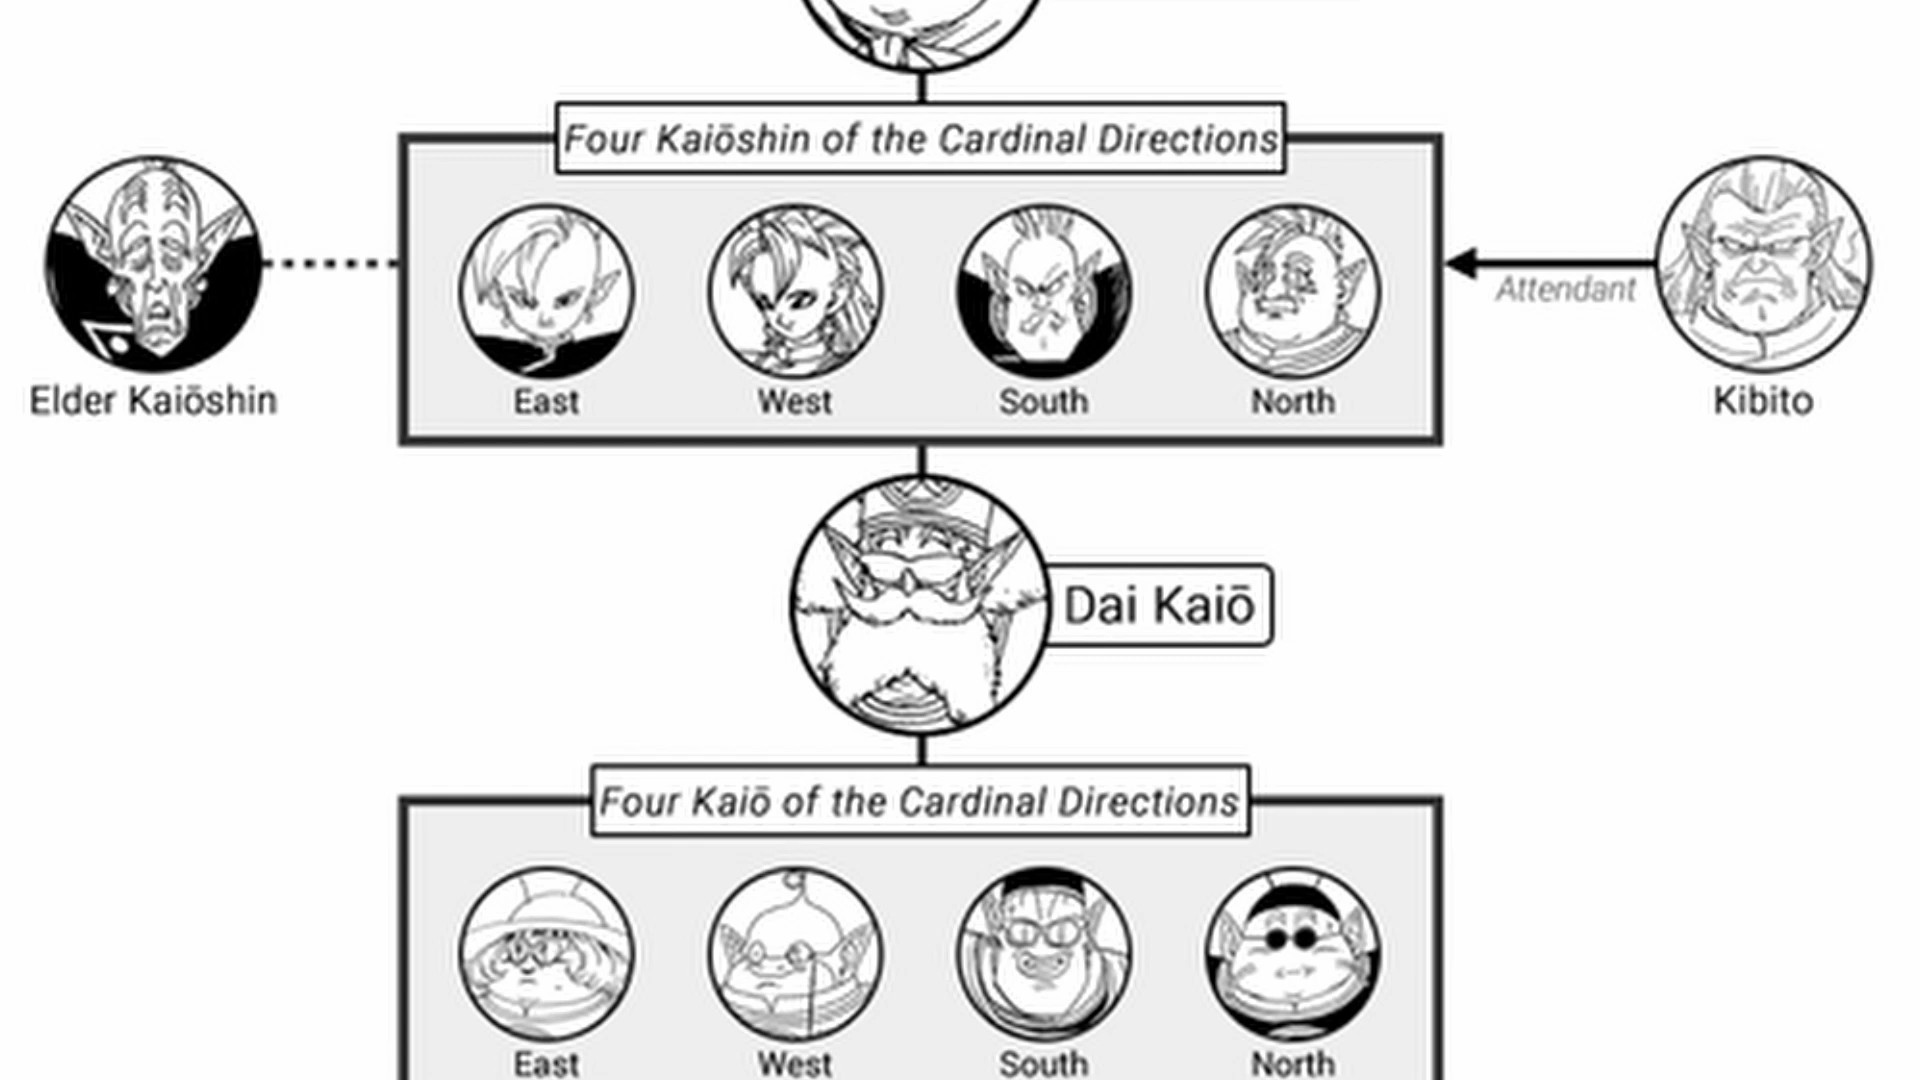 Four Kaiōshin of the Cardinal Directions
East
West
South
North
Elder Kaiōshin
Attendant
Kibito
Dai Kaiō
Four Kaiō of the Cardinal Directions
East
West
South
North